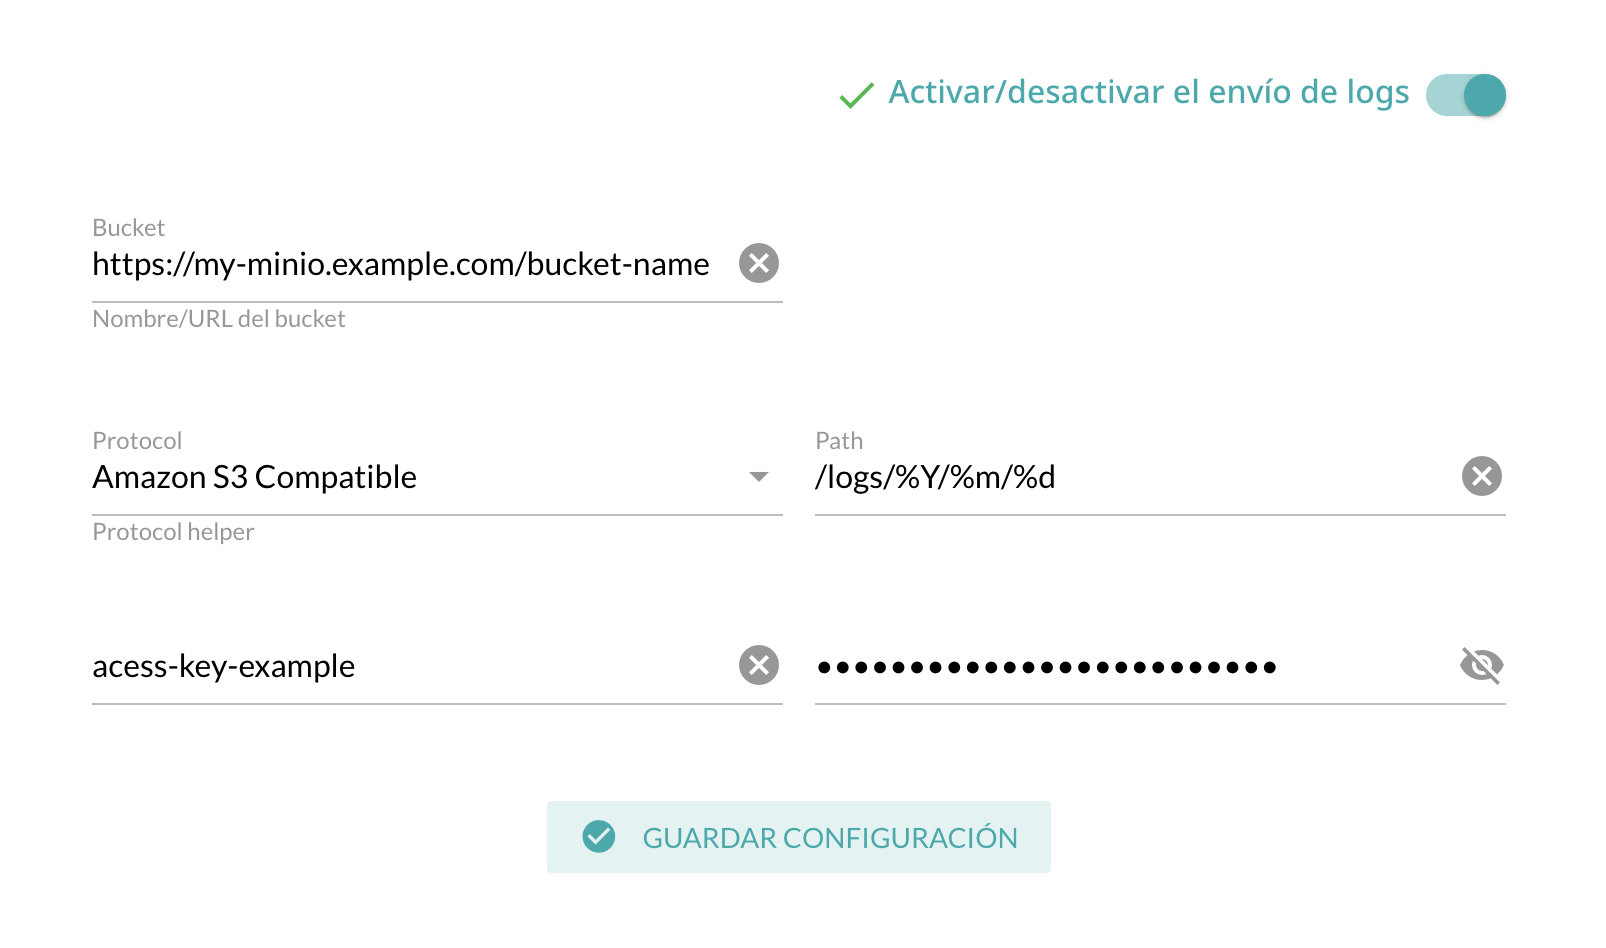 Activar/desactivar el envío de logs
Bucket
https://my-minio.example.com/bucket-name
Nombre/URL del bucket
Protocol
Amazon S3 Compatible
Protocol helper
Path
/logs/%Y/%m/%d
acess-key-example
•••••••••••••••••••••••••
GUARDAR CONFIGURACIÓN